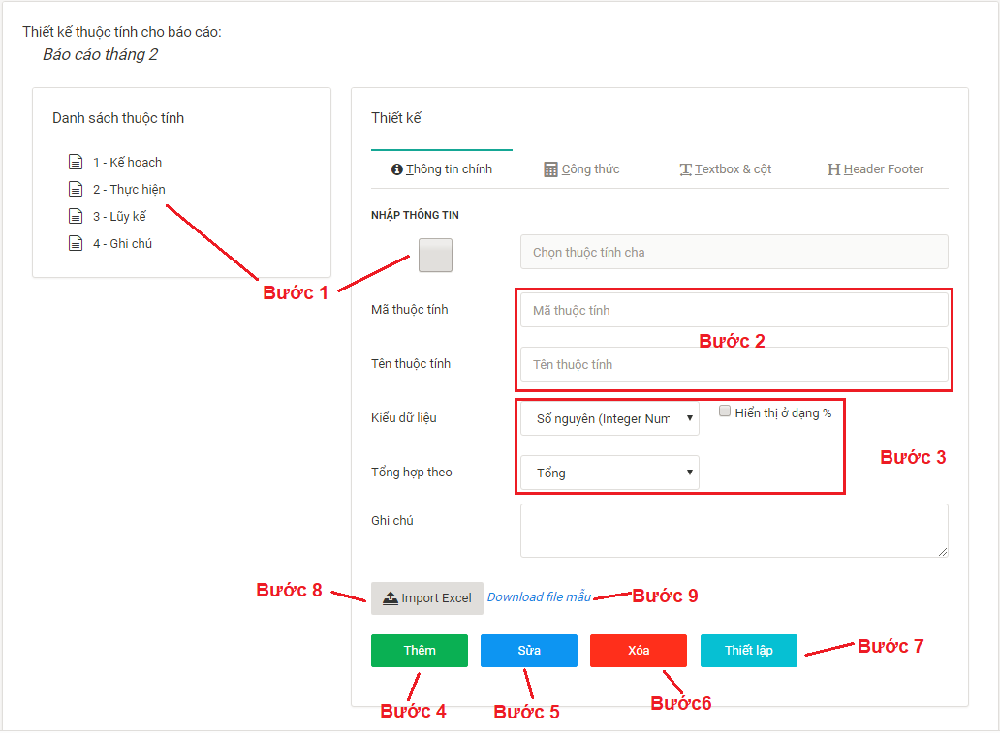 Thiết kế thuộc tính cho báo cáo:
Báo cáo tháng 2
Danh sách thuộc tính
1 - Kế hoạch
2 - Thực hiện
3 - Lũy kế
4 - Ghi chú
Thiết kế
Thông tin chính
Công thức
Textbox & cột
Header Footer
NHẬP THÔNG TIN
Bước 1
Chọn thuộc tính cha
Mã thuộc tính
Mã thuộc tính
Bước 2
Tên thuộc tính
Tên thuộc tính
Kiểu dữ liệu
Số nguyên (Integer Num
Hiển thị ở dạng %
Bước 3
Tổng hợp theo
Tổng
Ghi chú
Bước 8
Import Excel
Download file mẫu
Bước 9
Thêm
Sửa
Xóa
Thiết lập
Bước 7
Bước 4
Bước 5
Bước6